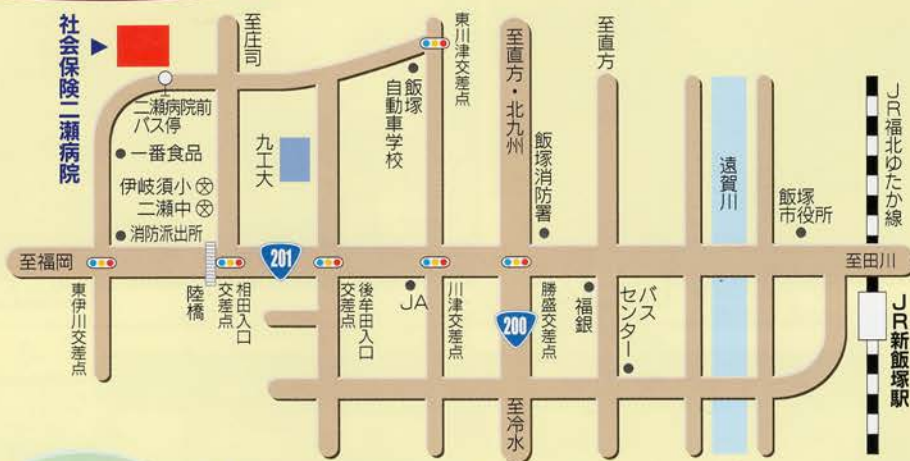 社会保険二瀬病院
二瀬病院前
バス停
一番食品
伊岐須小
二瀬中
消防派出所
至福岡
東伊川交差点
至庄司
九工大
陸橋
相田入口
交差点
201
後牟田入口
交差点
飯塚
自動車学校
東川津交差点
JA
川津交差点
至直方・北九州
飯塚消防署
200
勝盛交差点
至冷水
至直方
福銀
バス
センター
遠賀川
飯塚
市役所
至田川
JR福北ゆたか線
JR新飯塚駅